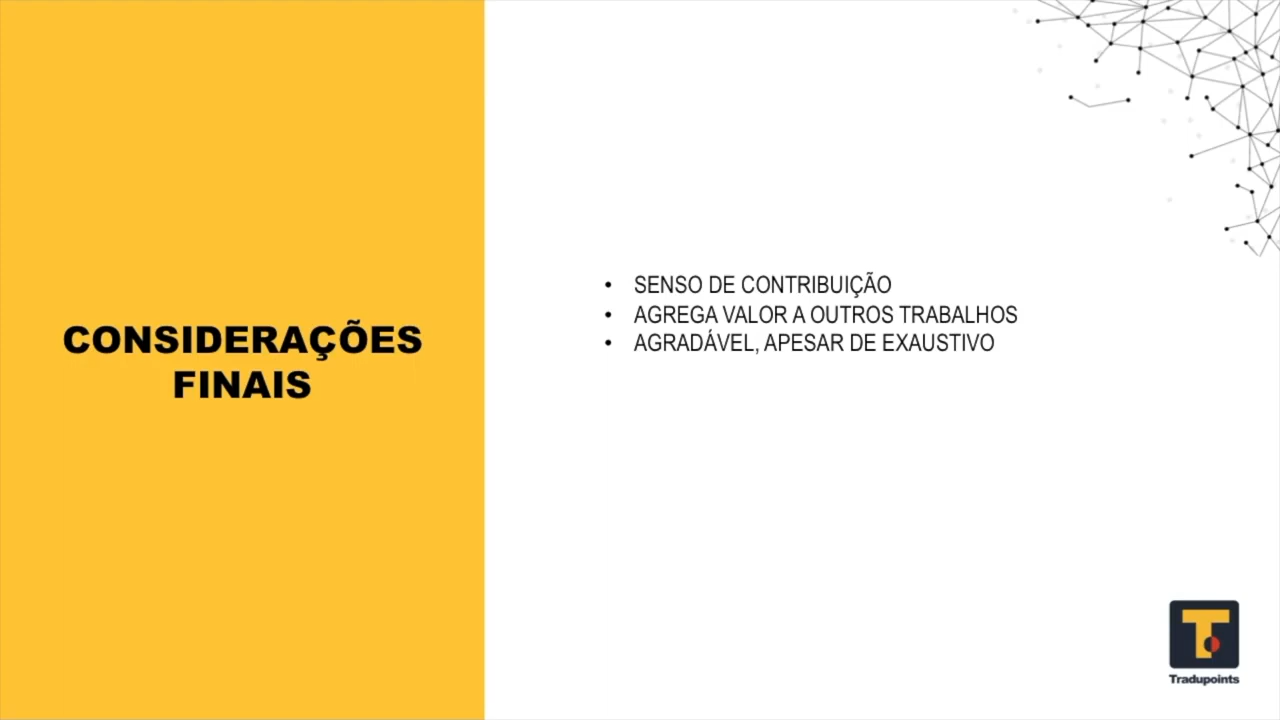 CONSIDERAÇÕES
FINAIS
• SENSO DE CONTRIBUIÇÃO
• AGREGA VALOR A OUTROS TRABALHOS
• AGRADÁVEL, APESAR DE EXAUSTIVO
T
Tradupoints